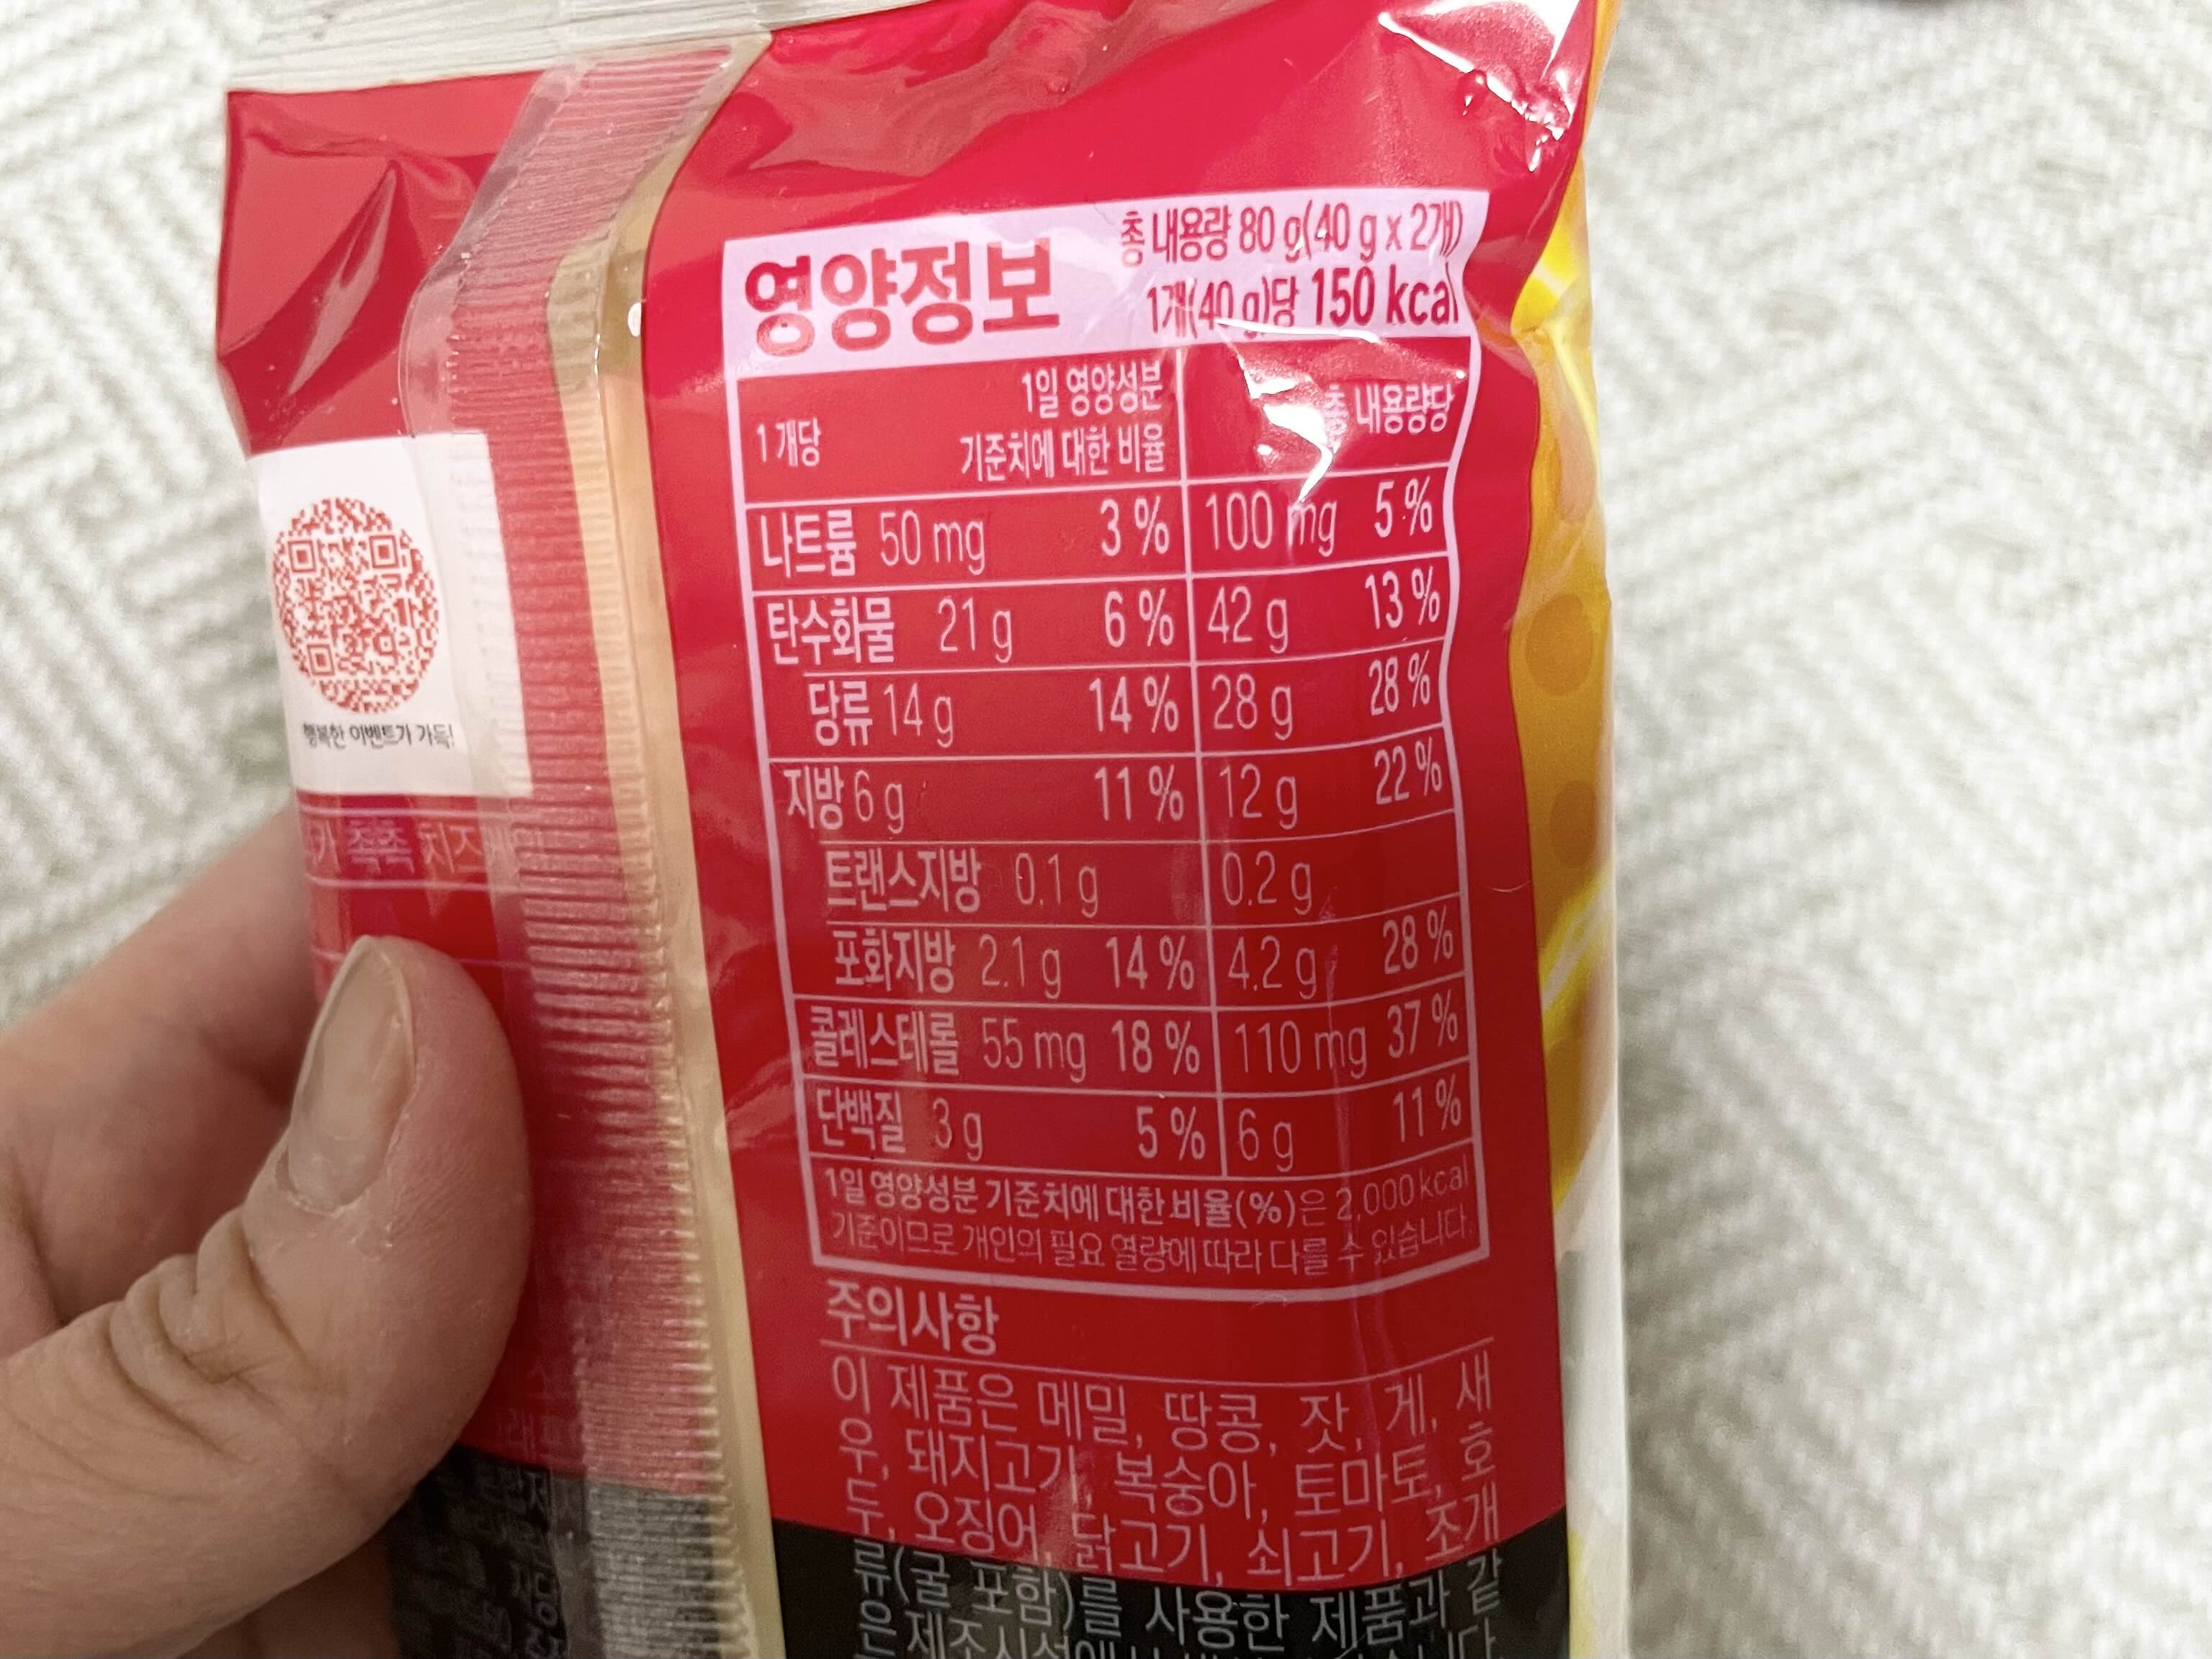 영양정보
총 내용량 80 g(40 g x 2개)
1개(40 g)당 150 kcal
1개당
1일 영양성분
기준치에 대한 비율
총 내용량당
나트륨 50 mg 3 % 100 mg 5 %
탄수화물 21 g 6 % 42 g 13 %
당류 14 g 14 % 28 g 28 %
지방 6 g 11 % 12 g 22 %
트랜스지방 0.1 g 0.2 g
포화지방 2.1 g 14 % 4.2 g 28 %
콜레스테롤 55 mg 18 % 110 mg 37 %
단백질 3 g 5 % 6 g 11 %
1일 영양성분 기준치에 대한 비율(%)은 2,000 kcal
기준이므로 개인의 필요 열량에 따라 다를 수 있습니다.
주의사항
이 제품은 메밀, 땅콩, 잣, 게, 새
우, 돼지고기, 복숭아, 토마토, 호
두, 오징어, 닭고기, 쇠고기, 조개
류(굴 포함)를 사용한 제품과 같
은 제조시설에
행복한 이벤트가 가득!
촉촉